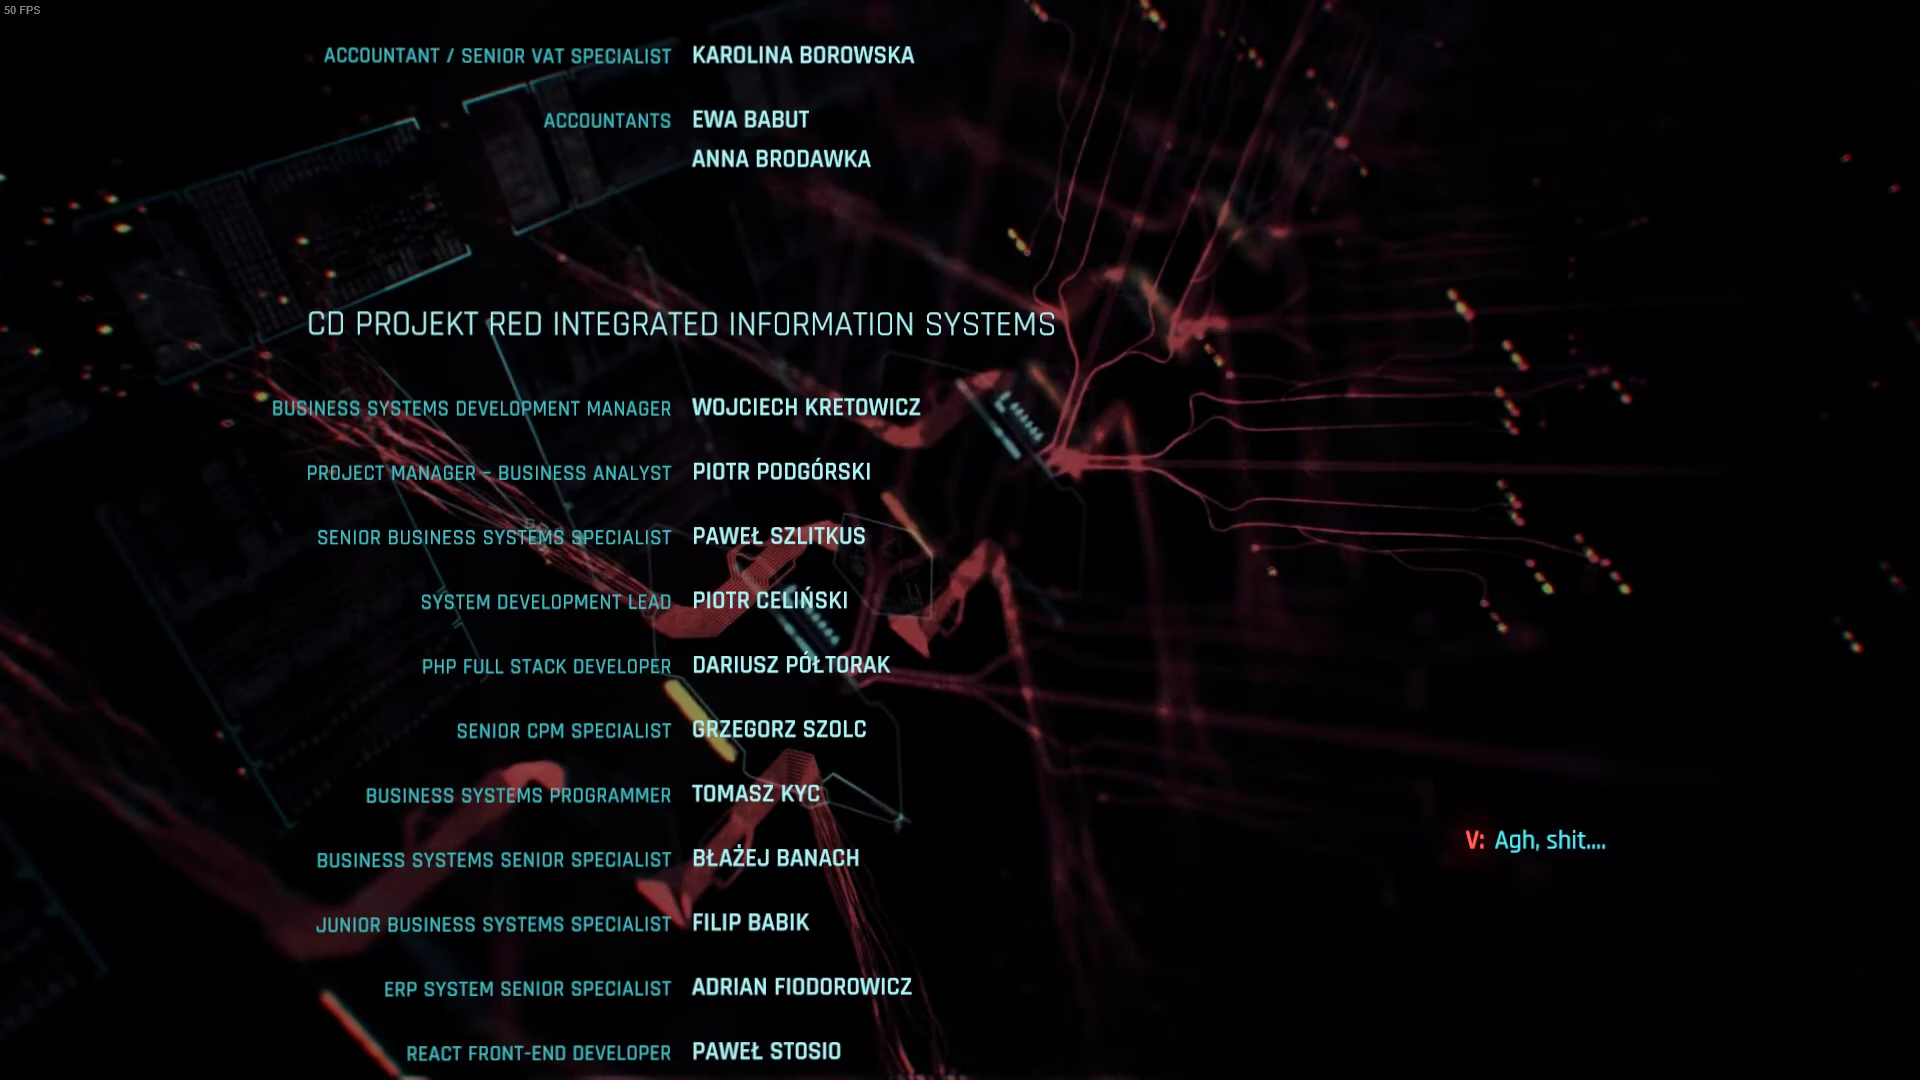 50 FPS
ACCOUNTANT / SENIOR VAT SPECIALIST KAROLINA BOROWSKA
ACCOUNTANTS EWA BABUT
ANNA BRODAWKA
CD PROJEKT RED INTEGRATED INFORMATION SYSTEMS
BUSINESS SYSTEMS DEVELOPMENT MANAGER WOJCIECH KRETOWICZ
PROJECT MANAGER – BUSINESS ANALYST PIOTR PODGÓRSKI
SENIOR BUSINESS SYSTEMS SPECIALIST PAWEŁ SZLITKUS
SYSTEM DEVELOPMENT LEAD PIOTR CELIŃSKI
PHP FULL STACK DEVELOPER DARIUSZ PÓŁTORAK
SENIOR CPM SPECIALIST GRZEGORZ SZOLC
BUSINESS SYSTEMS PROGRAMMER TOMASZ KYC
V: Agh, shit....
BUSINESS SYSTEMS SENIOR SPECIALIST BŁAŻEJ BANACH
JUNIOR BUSINESS SYSTEMS SPECIALIST FILIP BABIK
ERP SYSTEM SENIOR SPECIALIST ADRIAN FIODOROWICZ
REACT FRONT-END DEVELOPER PAWEŁ STOSIO